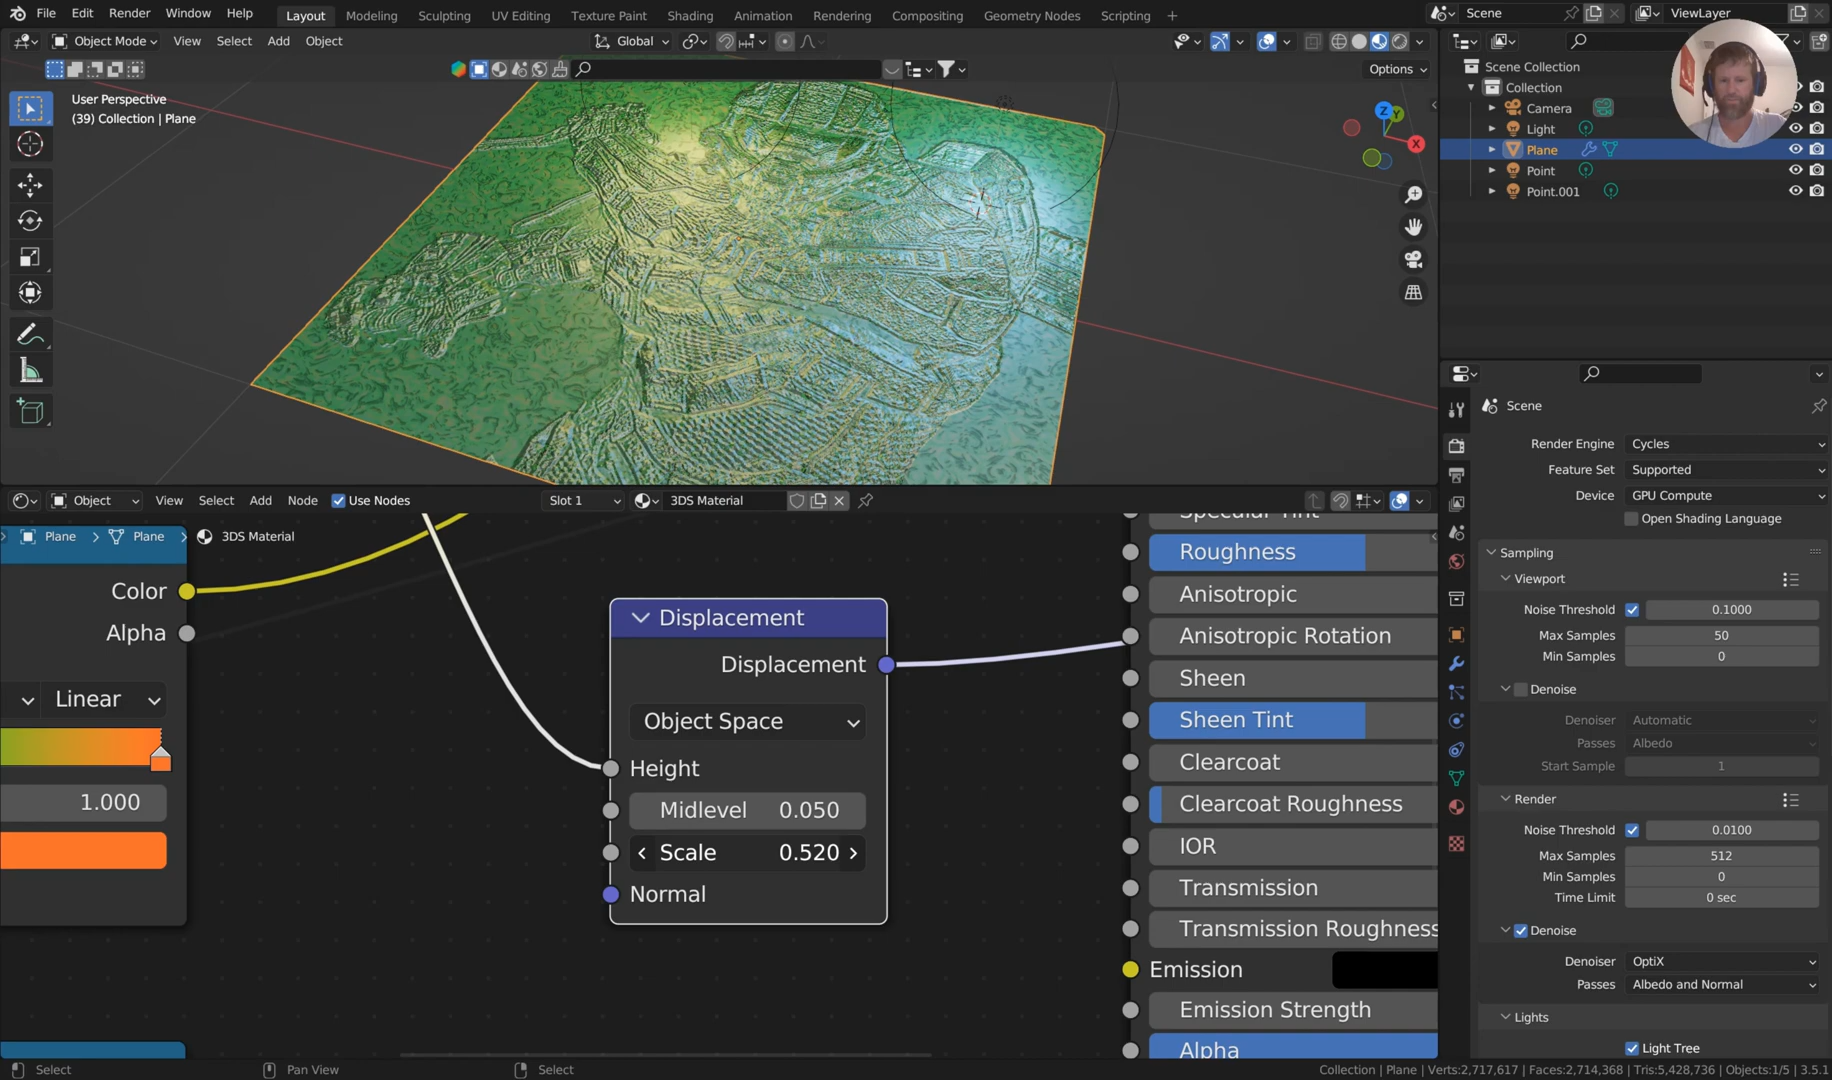 File Edit Render Window Help Layout Modeling Sculpting UV Editing Texture Paint Shading Animation Rendering Compositing Geometry Nodes Scripting + Scene ViewLayer
Object Mode View Select Add Object Global
Options
User Perspective
(39) Collection | Plane
Z
Y
X
Scene Collection
Collection
Camera
Light
Plane
Point
Point.001
Object View Select Add Node Use Nodes Slot 1 3DS Material
Plane > Plane > 3DS Material
Color
Alpha
Linear
1.000
Displacement
Displacement
Object Space
Height
Midlevel 0.050
Scale 0.520
Normal
Specular Tint
Roughness
Anisotropic
Anisotropic Rotation
Sheen
Sheen Tint
Clearcoat
Clearcoat Roughness
IOR
Transmission
Transmission Roughness
Emission
Emission Strength
Alpha
Scene
Render Engine Cycles
Feature Set Supported
Device GPU Compute
Open Shading Language
Sampling
Viewport
Noise Threshold 0.1000
Max Samples 50
Min Samples 0
Denoise
Denoiser Automatic
Passes Albedo
Start Sample 1
Render
Noise Threshold 0.0100
Max Samples 512
Min Samples 0
Time Limit 0 sec
Denoise
Denoiser OptiX
Passes Albedo and Normal
Lights
Light Tree
Select Pan View Select Collection | Plane | Verts:2,717,617 | Faces:2,714,368 | Tris:5,428,736 | Objects:1/5 | 3.5.1